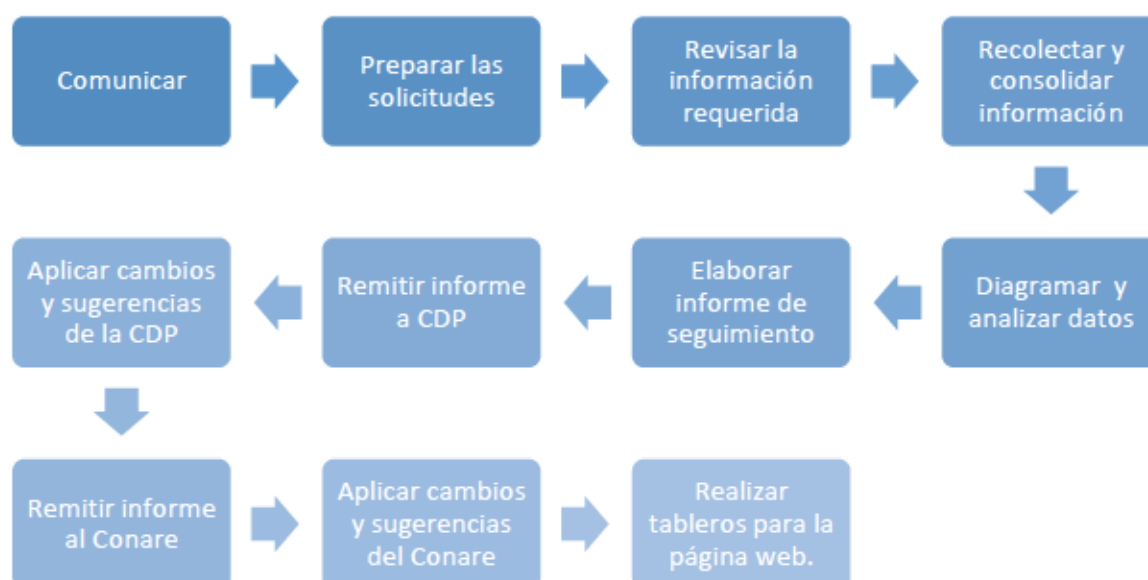 Comunicar
Preparar las
solicitudes
Revisar la
información
requerida
Recolectar y
consolidar
información
Diagramar y
analizar datos
Elaborar
informe de
seguimiento
Remitir informe
a CDP
Aplicar cambios
y sugerencias
de la CDP
Remitir informe
al Conare
Aplicar cambios
y sugerencias
del Conare
Realizar
tableros para la
página web.